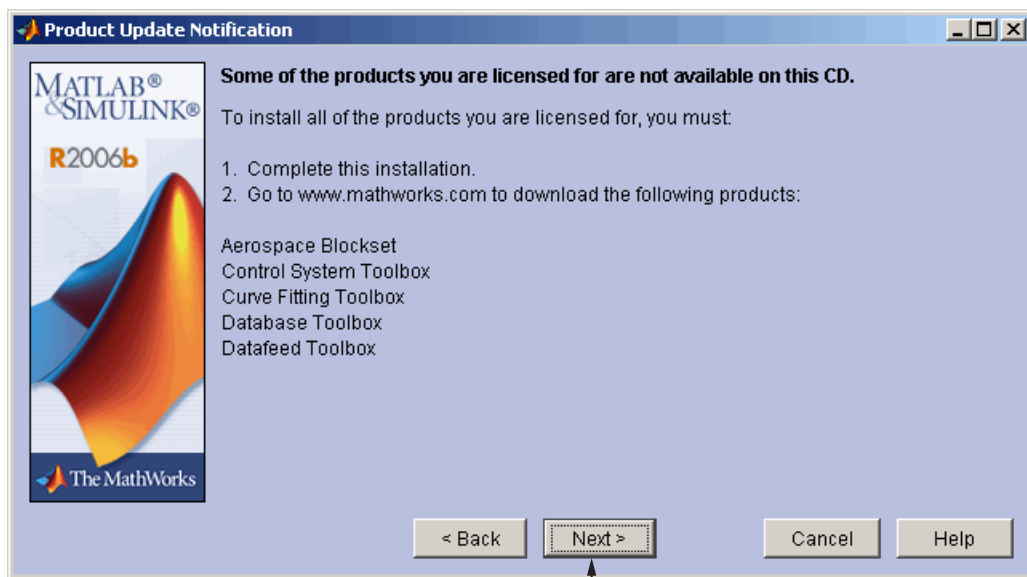 Product Update Notification
MATLAB®
&SIMULINK®
R2006b
The MathWorks
Some of the products you are licensed for are not available on this CD.
To install all of the products you are licensed for, you must:
1. Complete this installation.
2. Go to www.mathworks.com to download the following products:
Aerospace Blockset
Control System Toolbox
Curve Fitting Toolbox
Database Toolbox
Datafeed Toolbox
< Back
Next >
Cancel
Help